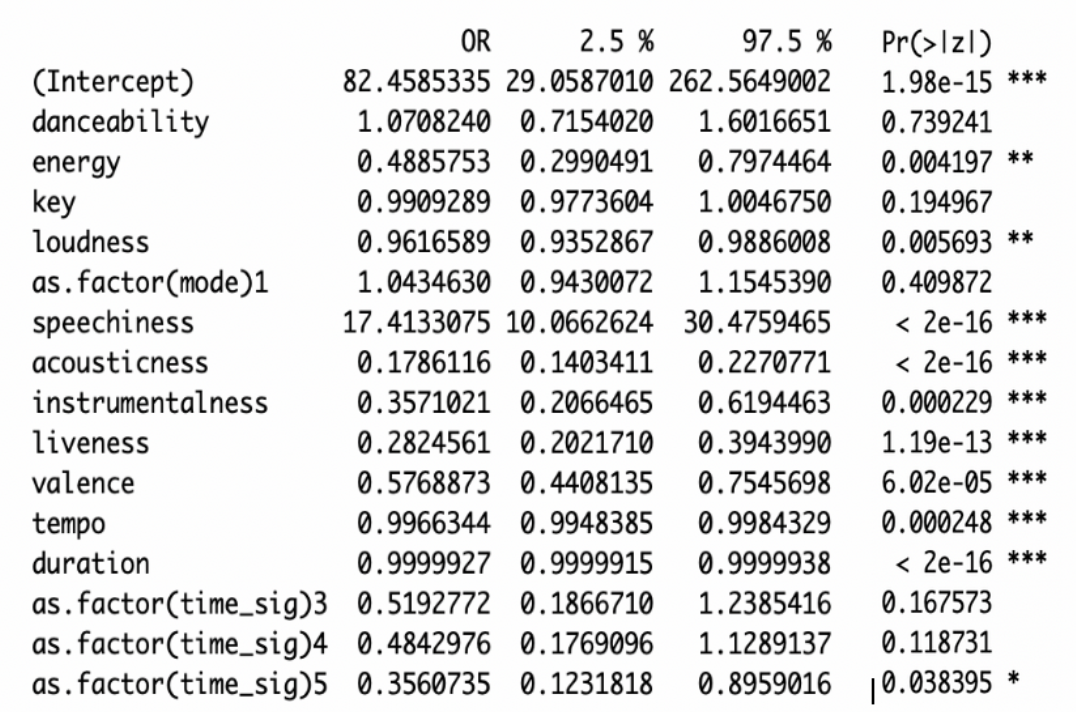 OR 2.5 % 97.5 % Pr(>|z|)
(Intercept) 82.4585335 29.0587010 262.5649002 1.98e-15 ***
danceability 1.0708240 0.7154020 1.6016651 0.739241
energy 0.4885753 0.2990491 0.7974464 0.004197 **
key 0.9909289 0.9773604 1.0046750 0.194967
loudness 0.9616589 0.9352867 0.9886008 0.005693 **
as.factor(mode)1 1.0434630 0.9430072 1.1545390 0.409872
speechiness 17.4133075 10.0662624 30.4759465 < 2e-16 ***
acousticness 0.1786116 0.1403411 0.2270771 < 2e-16 ***
instrumentalness 0.3571021 0.2066465 0.6194463 0.000229 ***
liveness 0.2824561 0.2021710 0.3943990 1.19e-13 ***
valence 0.5768873 0.4408135 0.7545698 6.02e-05 ***
tempo 0.9966344 0.9948385 0.9984329 0.000248 ***
duration 0.9999927 0.9999915 0.9999938 < 2e-16 ***
as.factor(time_sig)3 0.5192772 0.1866710 1.2385416 0.167573
as.factor(time_sig)4 0.4842976 0.1769096 1.1289137 0.118731
as.factor(time_sig)5 0.3560735 0.1231818 0.8959016 0.038395 *